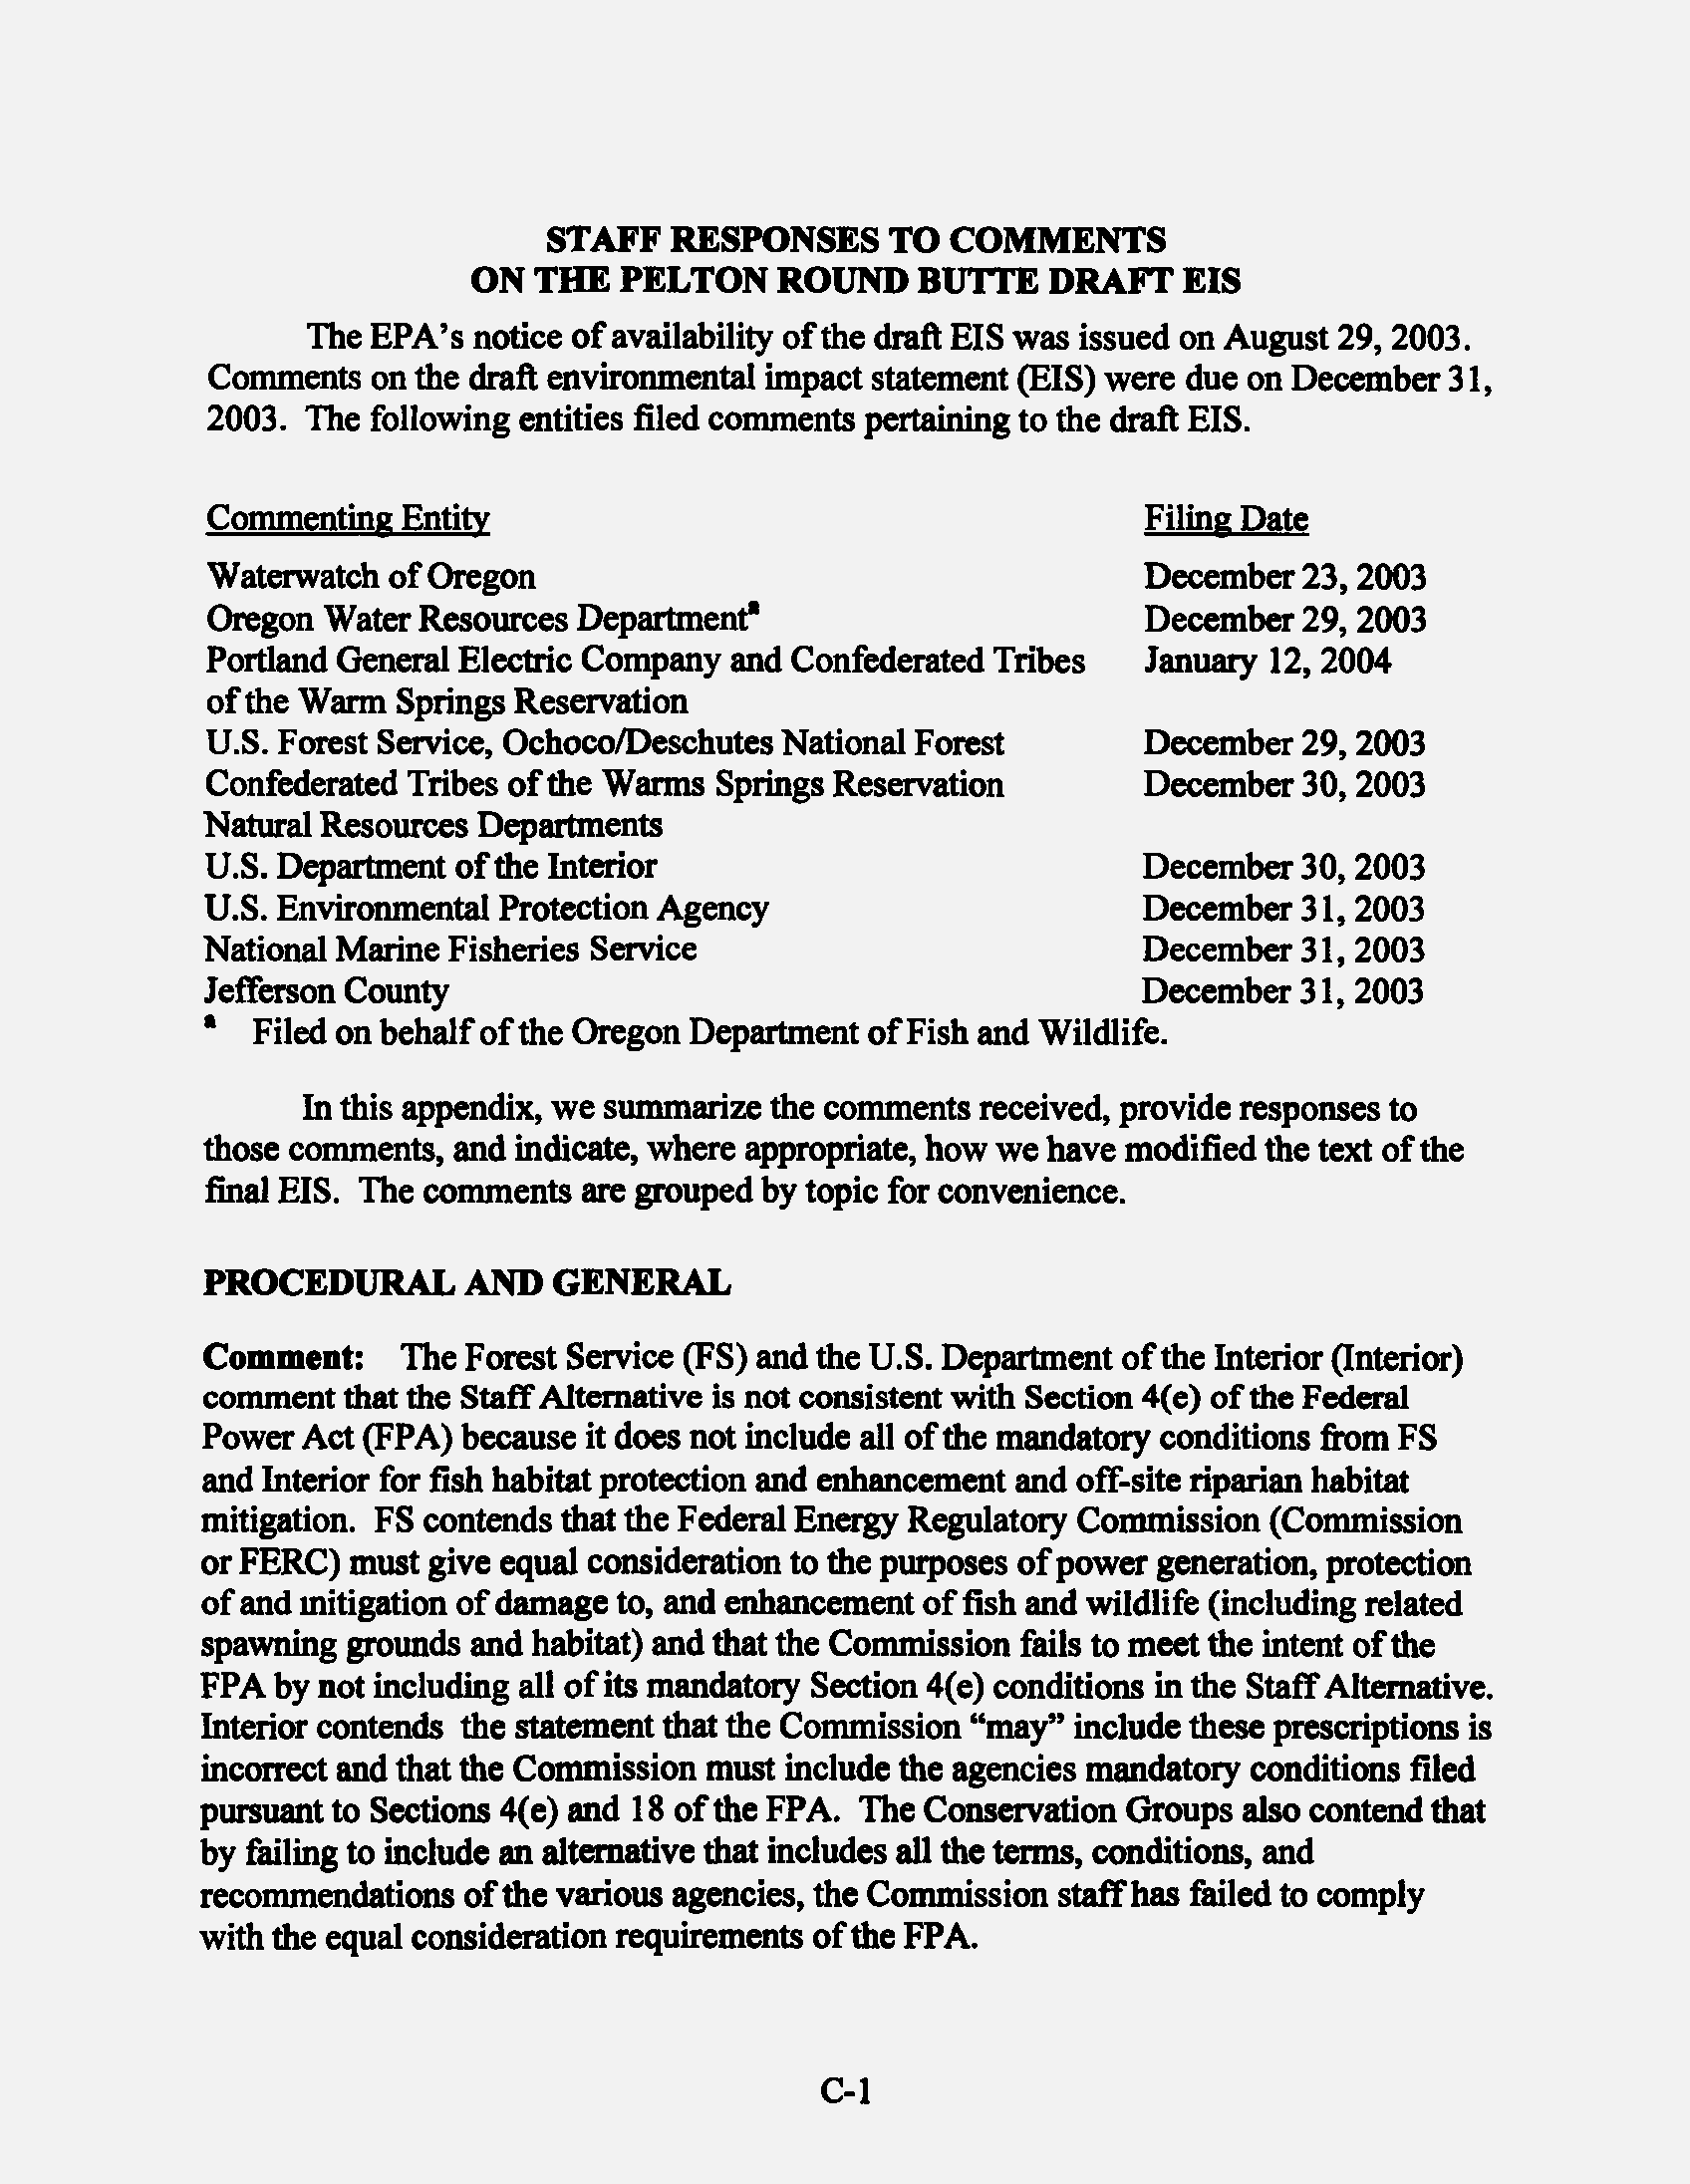 STAFF RESPONSES TO COMMENTS
ON THE PELTON ROUND BUTTE DRAFT EIS
The EPA's notice of availability of the draft EIS was issued on August 29, 2003.
Comments on the draft environmental impact statement (EIS) were due on December 31,
2003. The following entities filed comments pertaining to the draft EIS.
Commenting Entity Filing Date
Waterwatch of Oregon December 23, 2003
Oregon Water Resources Departmentᵃ December 29, 2003
Portland General Electric Company and Confederated Tribes January 12, 2004
of the Warm Springs Reservation
U.S. Forest Service, Ochoco/Deschutes National Forest December 29, 2003
Confederated Tribes of the Warms Springs Reservation December 30, 2003
Natural Resources Departments
U.S. Department of the Interior December 30, 2003
U.S. Environmental Protection Agency December 31, 2003
National Marine Fisheries Service December 31, 2003
Jefferson County December 31, 2003
ᵃ Filed on behalf of the Oregon Department of Fish and Wildlife.
In this appendix, we summarize the comments received, provide responses to
those comments, and indicate, where appropriate, how we have modified the text of the
final EIS. The comments are grouped by topic for convenience.
PROCEDURAL AND GENERAL
Comment: The Forest Service (FS) and the U.S. Department of the Interior (Interior)
comment that the Staff Alternative is not consistent with Section 4(e) of the Federal
Power Act (FPA) because it does not include all of the mandatory conditions from FS
and Interior for fish habitat protection and enhancement and off-site riparian habitat
mitigation. FS contends that the Federal Energy Regulatory Commission (Commission
or FERC) must give equal consideration to the purposes of power generation, protection
of and mitigation of damage to, and enhancement of fish and wildlife (including related
spawning grounds and habitat) and that the Commission fails to meet the intent of the
FPA by not including all of its mandatory Section 4(e) conditions in the Staff Alternative.
Interior contends the statement that the Commission “may” include these prescriptions is
incorrect and that the Commission must include the agencies mandatory conditions filed
pursuant to Sections 4(e) and 18 of the FPA. The Conservation Groups also contend that
by failing to include an alternative that includes all the terms, conditions, and
recommendations of the various agencies, the Commission staff has failed to comply
with the equal consideration requirements of the FPA.
C-1